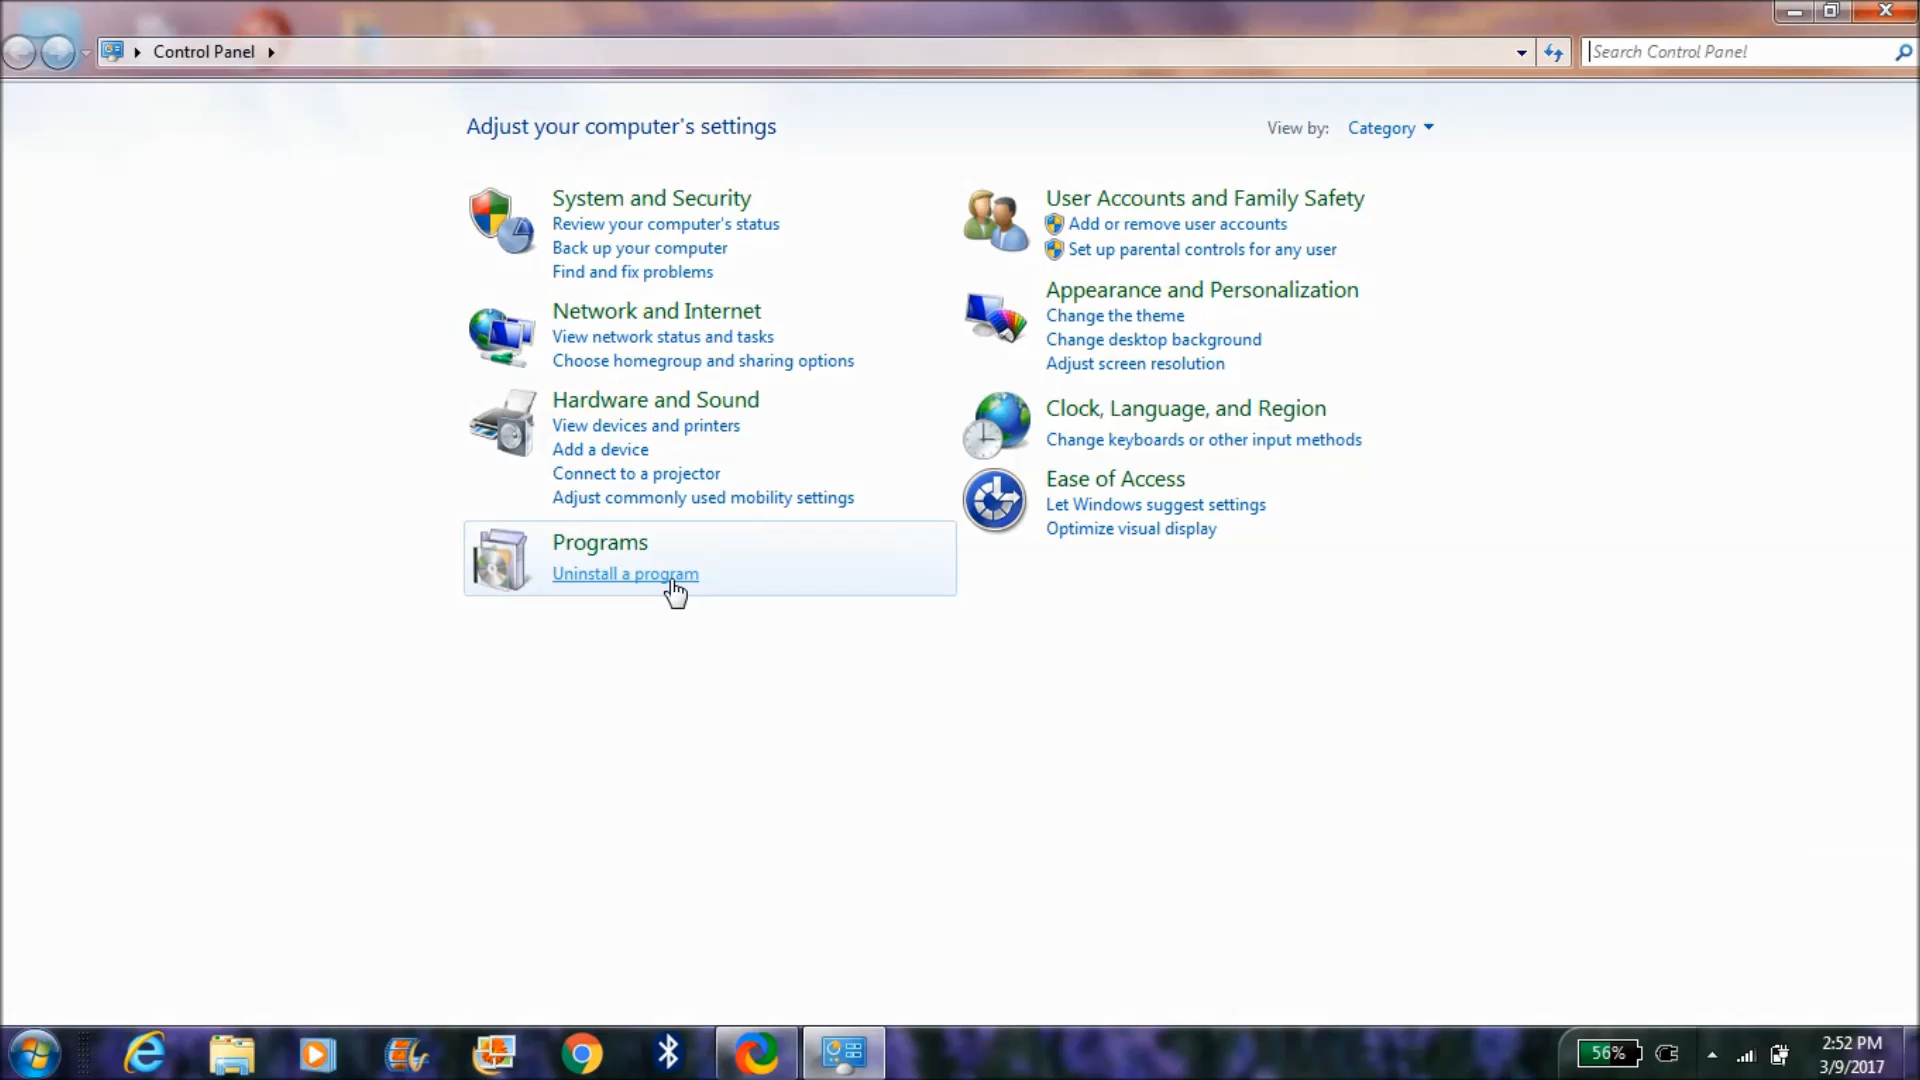 Control Panel
Search Control Panel
Adjust your computer's settings
View by: Category
System and Security
Review your computer's status
Back up your computer
Find and fix problems
Network and Internet
View network status and tasks
Choose homegroup and sharing options
Hardware and Sound
View devices and printers
Add a device
Connect to a projector
Adjust commonly used mobility settings
Programs
Uninstall a program
User Accounts and Family Safety
Add or remove user accounts
Set up parental controls for any user
Appearance and Personalization
Change the theme
Change desktop background
Adjust screen resolution
Clock, Language, and Region
Change keyboards or other input methods
Ease of Access
Let Windows suggest settings
Optimize visual display
56%
2:52 PM
3/9/2017